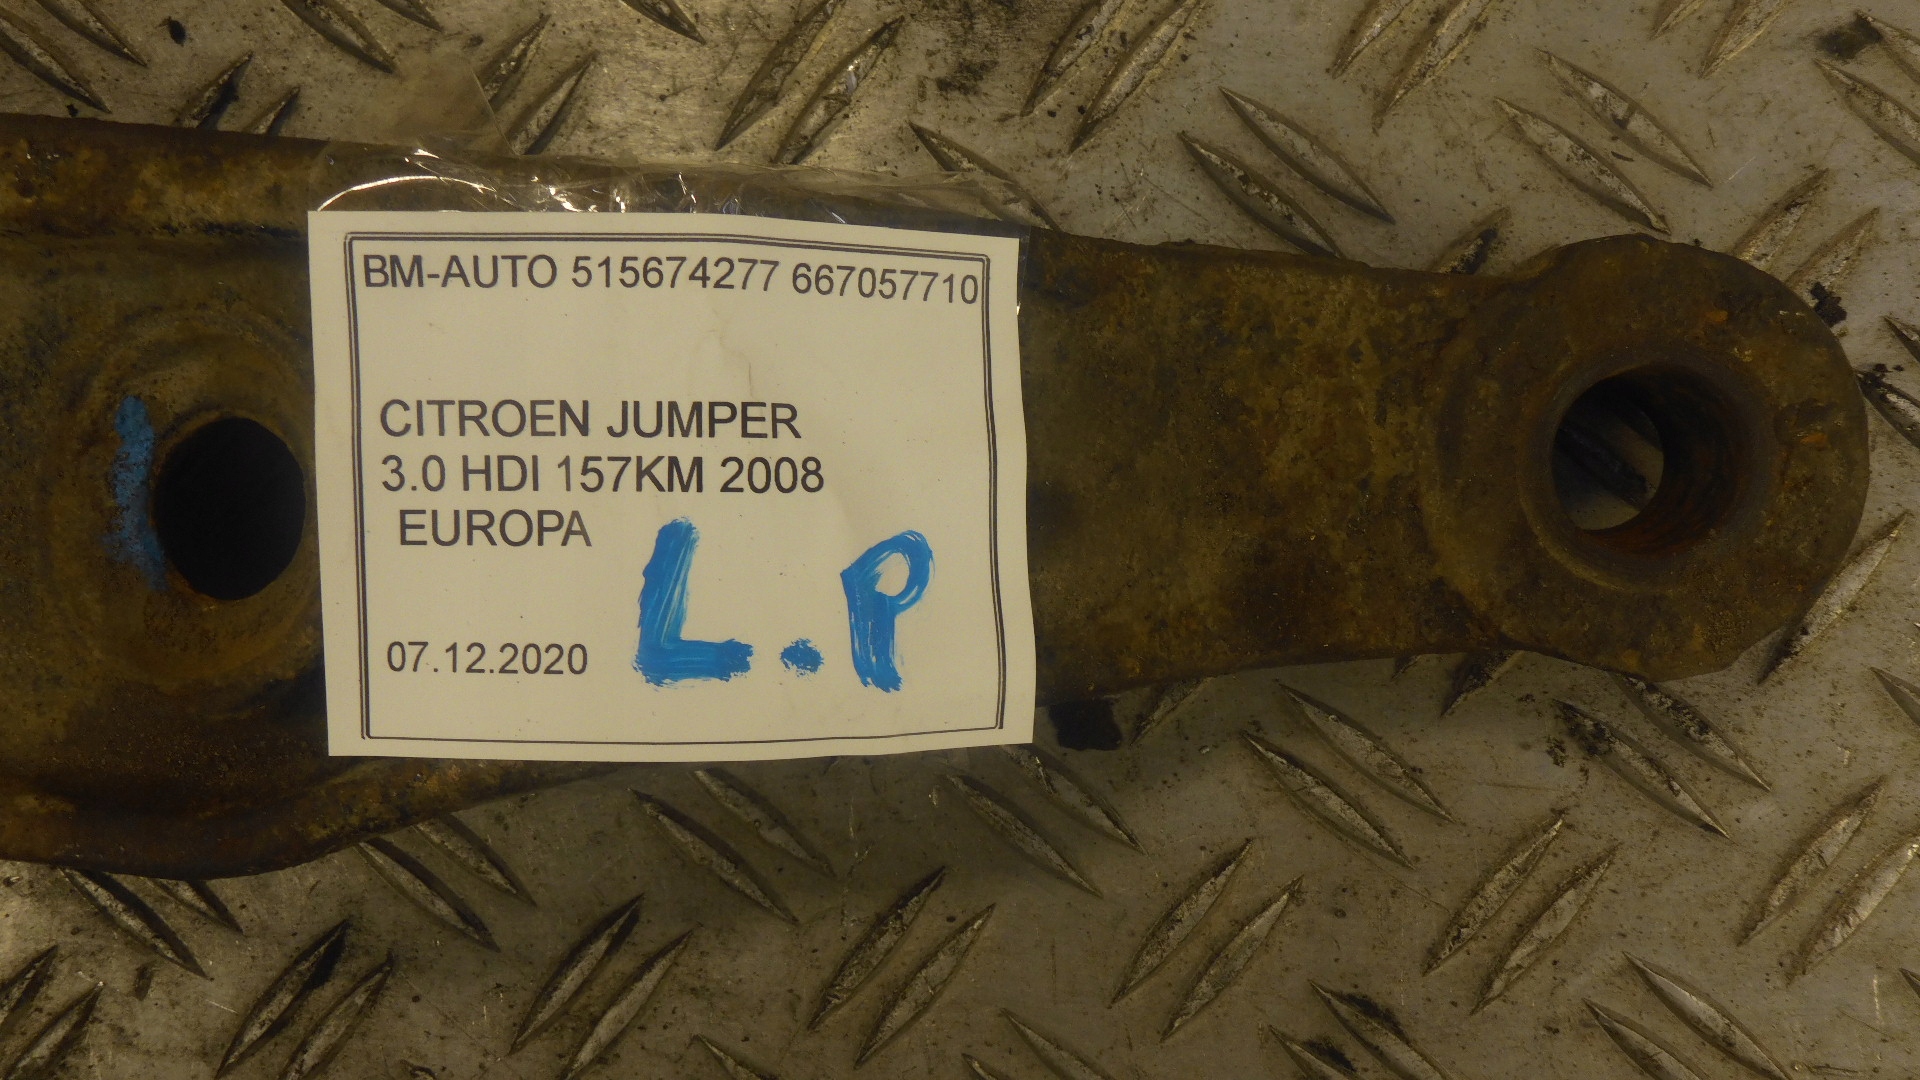 BM-AUTO 515674277 667057710
CITROEN JUMPER
3.0 HDI 157KM 2008
EUROPA
L.P
07.12.2020